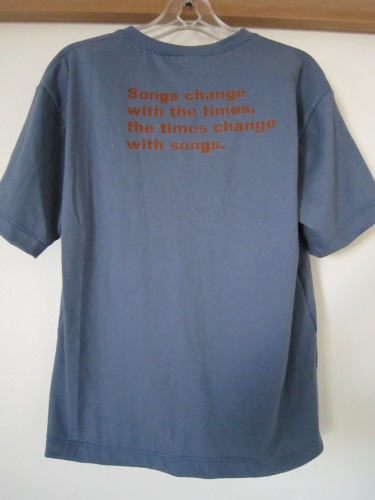 Songs change
with the times,
the times change
with songs.